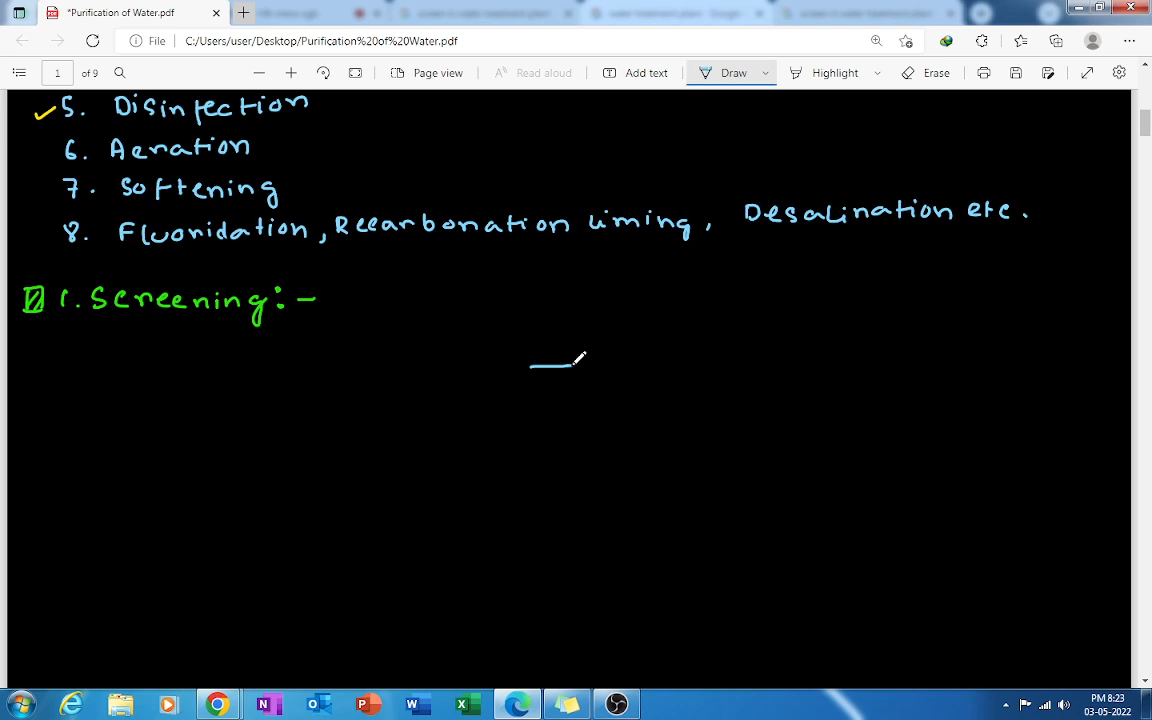 *Purification of Water.pdf
File C:/Users/user/Desktop/Purification%20of%20Water.pdf
1 of 9 Page view Read aloud Add text Draw Highlight Erase
5. Disinfection
6. Aeration
7. Softening
8. Fluoridation, Recarbonation liming, Desalination etc.
1. Screening:-
PM 8:23
03-05-2022